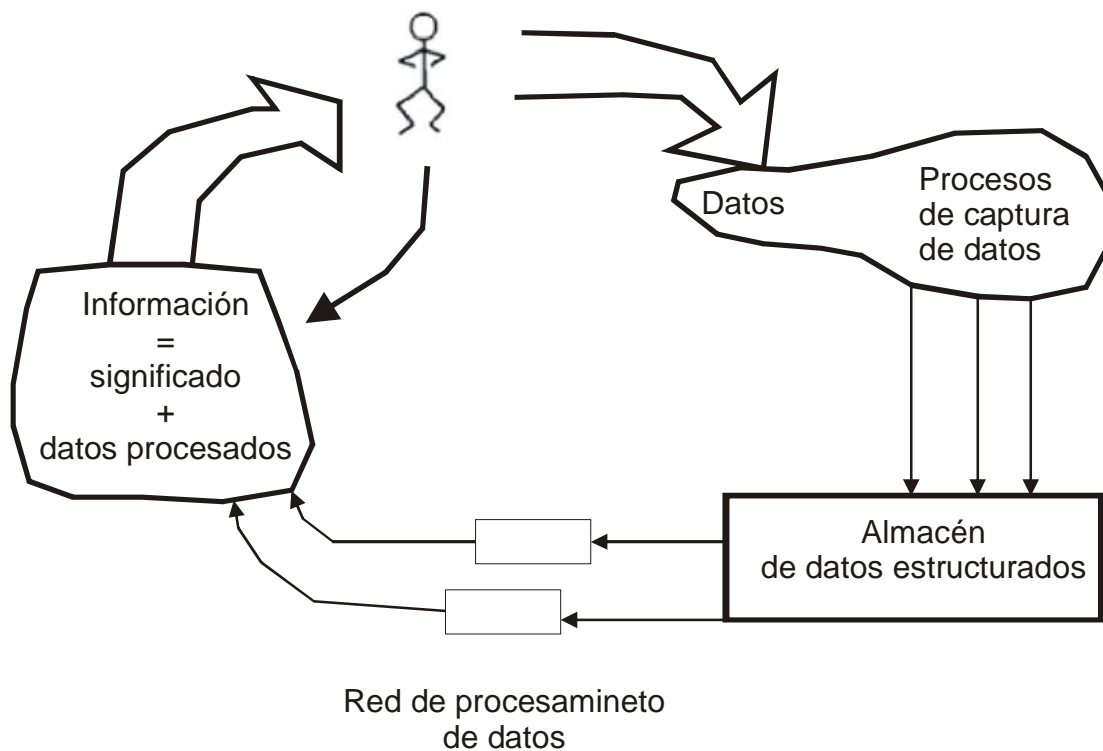 Datos
Procesos
de captura
de datos
Información
=
significado
+
datos procesados
Almacén
de datos estructurados
Red de procesamineto
de datos